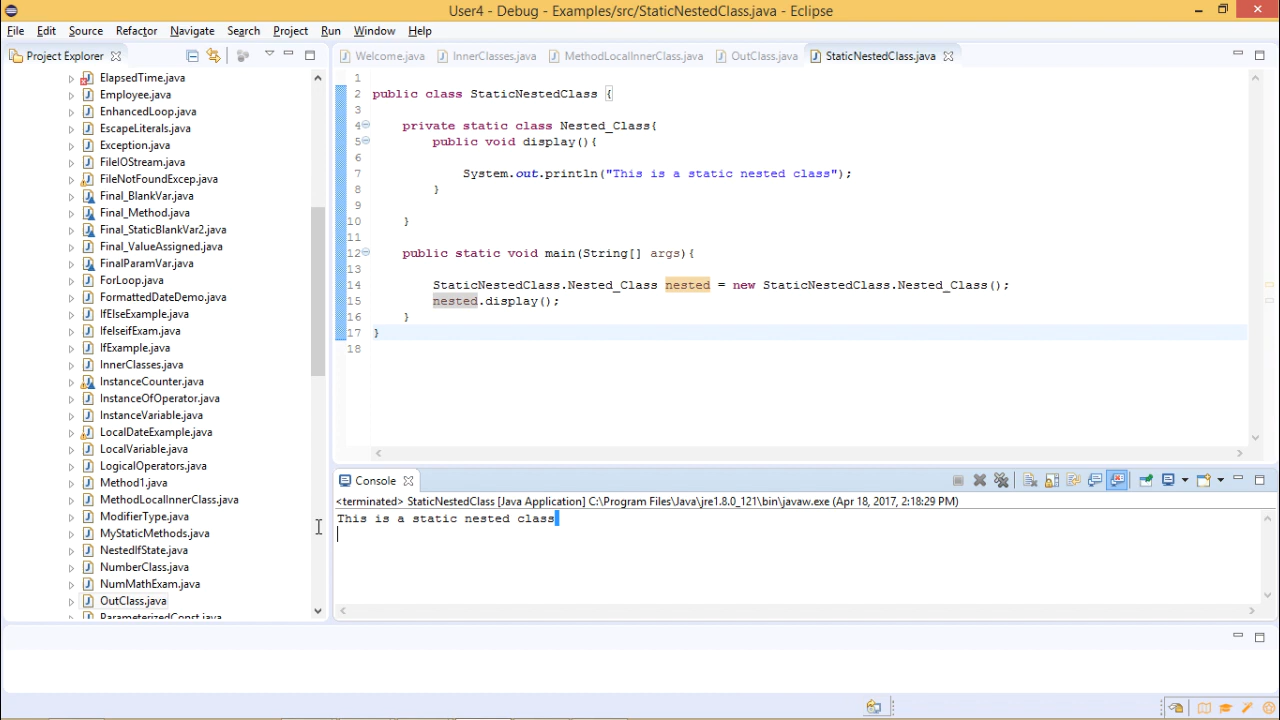 User4 - Debug - Examples/src/StaticNestedClass.java - Eclipse
File Edit Source Refactor Navigate Search Project Run Window Help
Project Explorer
Welcome.java InnerClasses.java MethodLocalInnerClass.java OutClass.java StaticNestedClass.java
ElapsedTime.java
Employee.java
EnhancedLoop.java
EscapeLiterals.java
Exception.java
FileIOStream.java
FileNotFoundExcep.java
Final_BlankVar.java
Final_Method.java
Final_StaticBlankVar2.java
Final_ValueAssigned.java
FinalParamVar.java
ForLoop.java
FormattedDateDemo.java
IfElseExample.java
IfelseifExam.java
IfExample.java
InnerClasses.java
InstanceCounter.java
InstanceOfOperator.java
InstanceVariable.java
LocalDateExample.java
LocalVariable.java
LogicalOperators.java
Method1.java
MethodLocalInnerClass.java
ModifierType.java
MyStaticMethods.java
NestedIfState.java
NumberClass.java
NumMathExam.java
OutClass.java
ParameterizedConst.java
1
2 public class StaticNestedClass {
3
4 private static class Nested_Class{
5 public void display(){
6
7 System.out.println("This is a static nested class");
8 }
9
10 }
11
12 public static void main(String[] args){
13
14 StaticNestedClass.Nested_Class nested = new StaticNestedClass.Nested_Class();
15 nested.display();
16 }
17 }
18
Console
<terminated> StaticNestedClass [Java Application] C:\Program Files\Java\jre1.8.0_121\bin\javaw.exe (Apr 18, 2017, 2:18:29 PM)
This is a static nested class